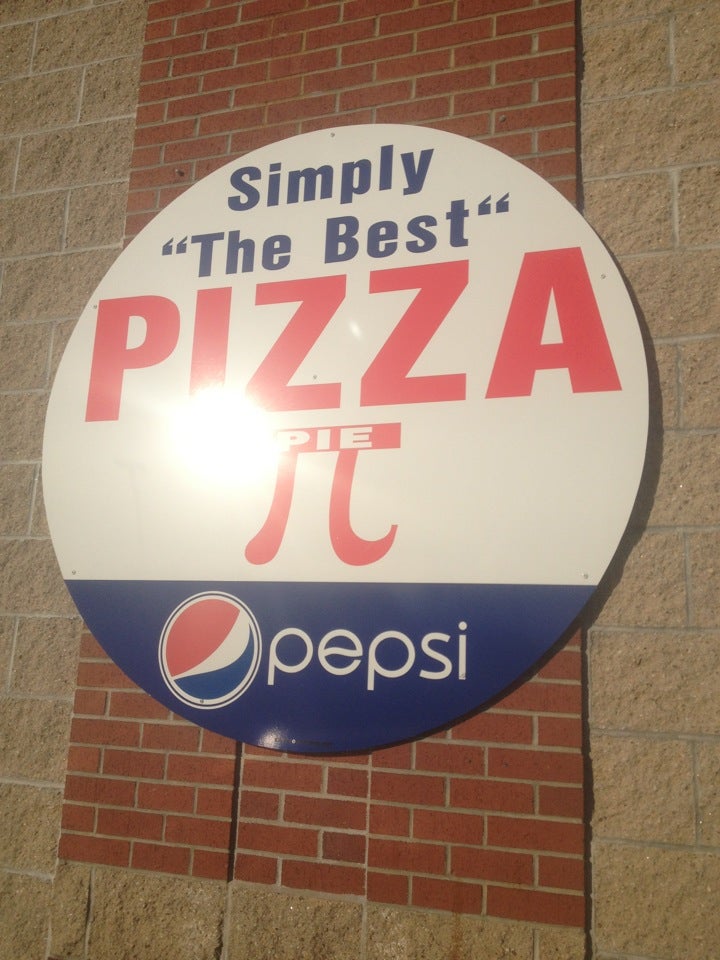 Simply
“The Best“
PIZZA
PIE
π
pepsi